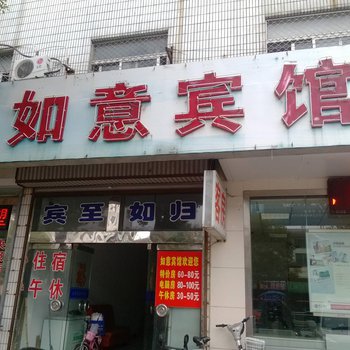 如意宾馆
宾至如归
住宿
午休
如意宾馆欢迎您
特价房 60-80元
电脑房 80-100元
午休房 30-50元